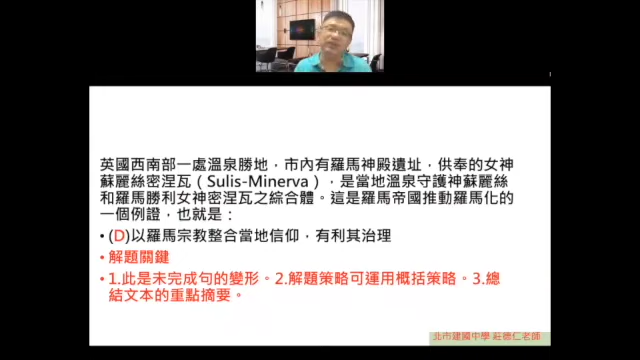 英國西南部一處溫泉勝地，市內有羅馬神殿遺址，供奉的女神
蘇麗絲密涅瓦（Sulis-Minerva），是當地溫泉守護神蘇麗絲
和羅馬勝利女神密涅瓦之綜合體。這是羅馬帝國推動羅馬化的
一個例證，也就是：
• (D)以羅馬宗教整合當地信仰，有利其治理
• 解題關鍵
• 1.此是未完成句的變形。2.解題策略可運用概括策略。3.總
結文本的重點摘要。
北市建國中學 莊德仁老師